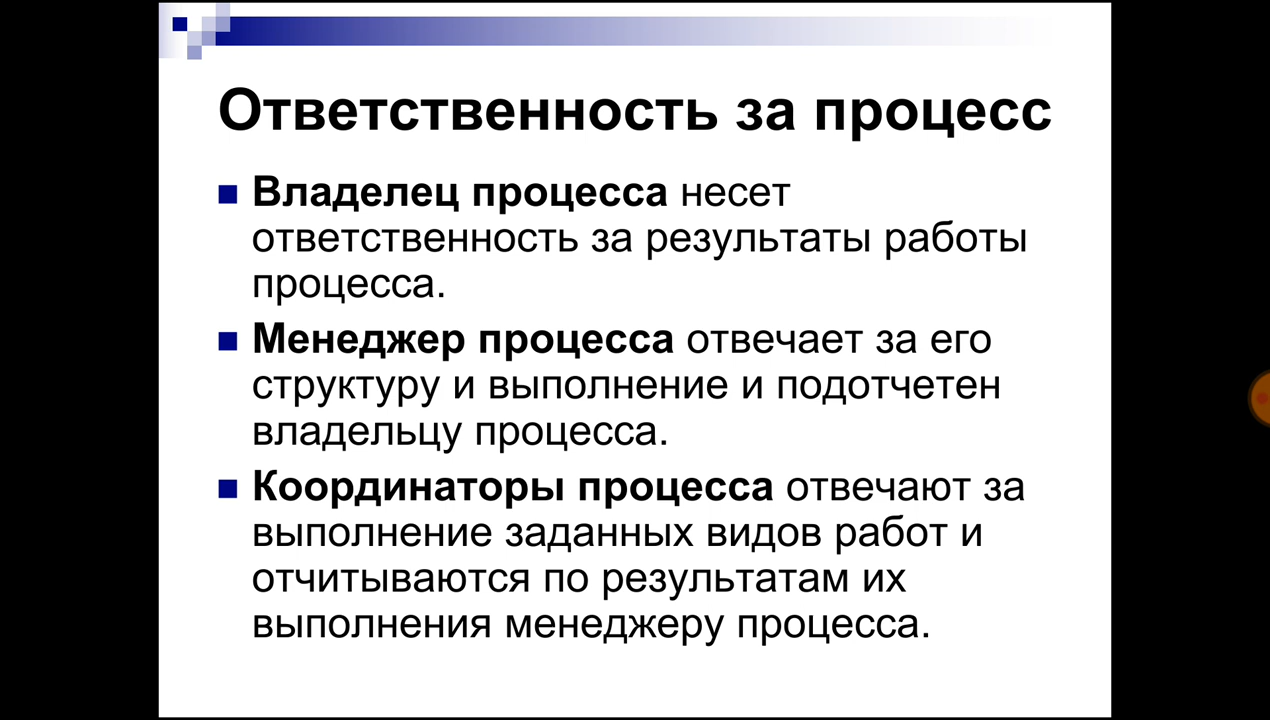 Ответственность за процесс
Владелец процесса несет
ответственность за результаты работы
процесса.
Менеджер процесса отвечает за его
структуру и выполнение и подотчетен
владельцу процесса.
Координаторы процесса отвечают за
выполнение заданных видов работ и
отчитываются по результатам их
выполнения менеджеру процесса.